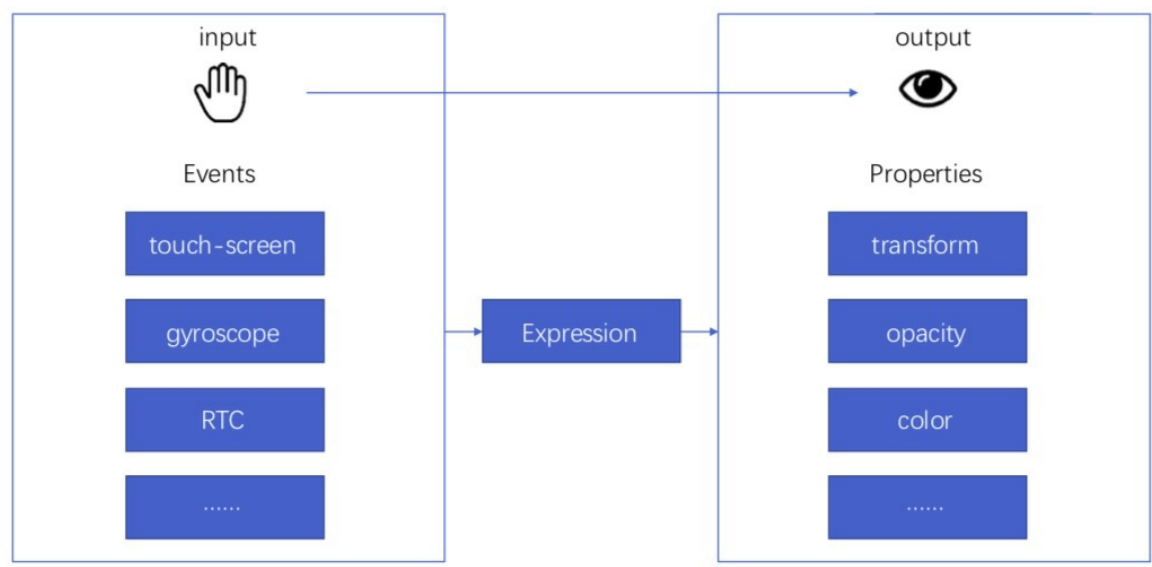 input
output
Events
Properties
touch-screen
transform
gyroscope
Expression
opacity
RTC
color
......
......